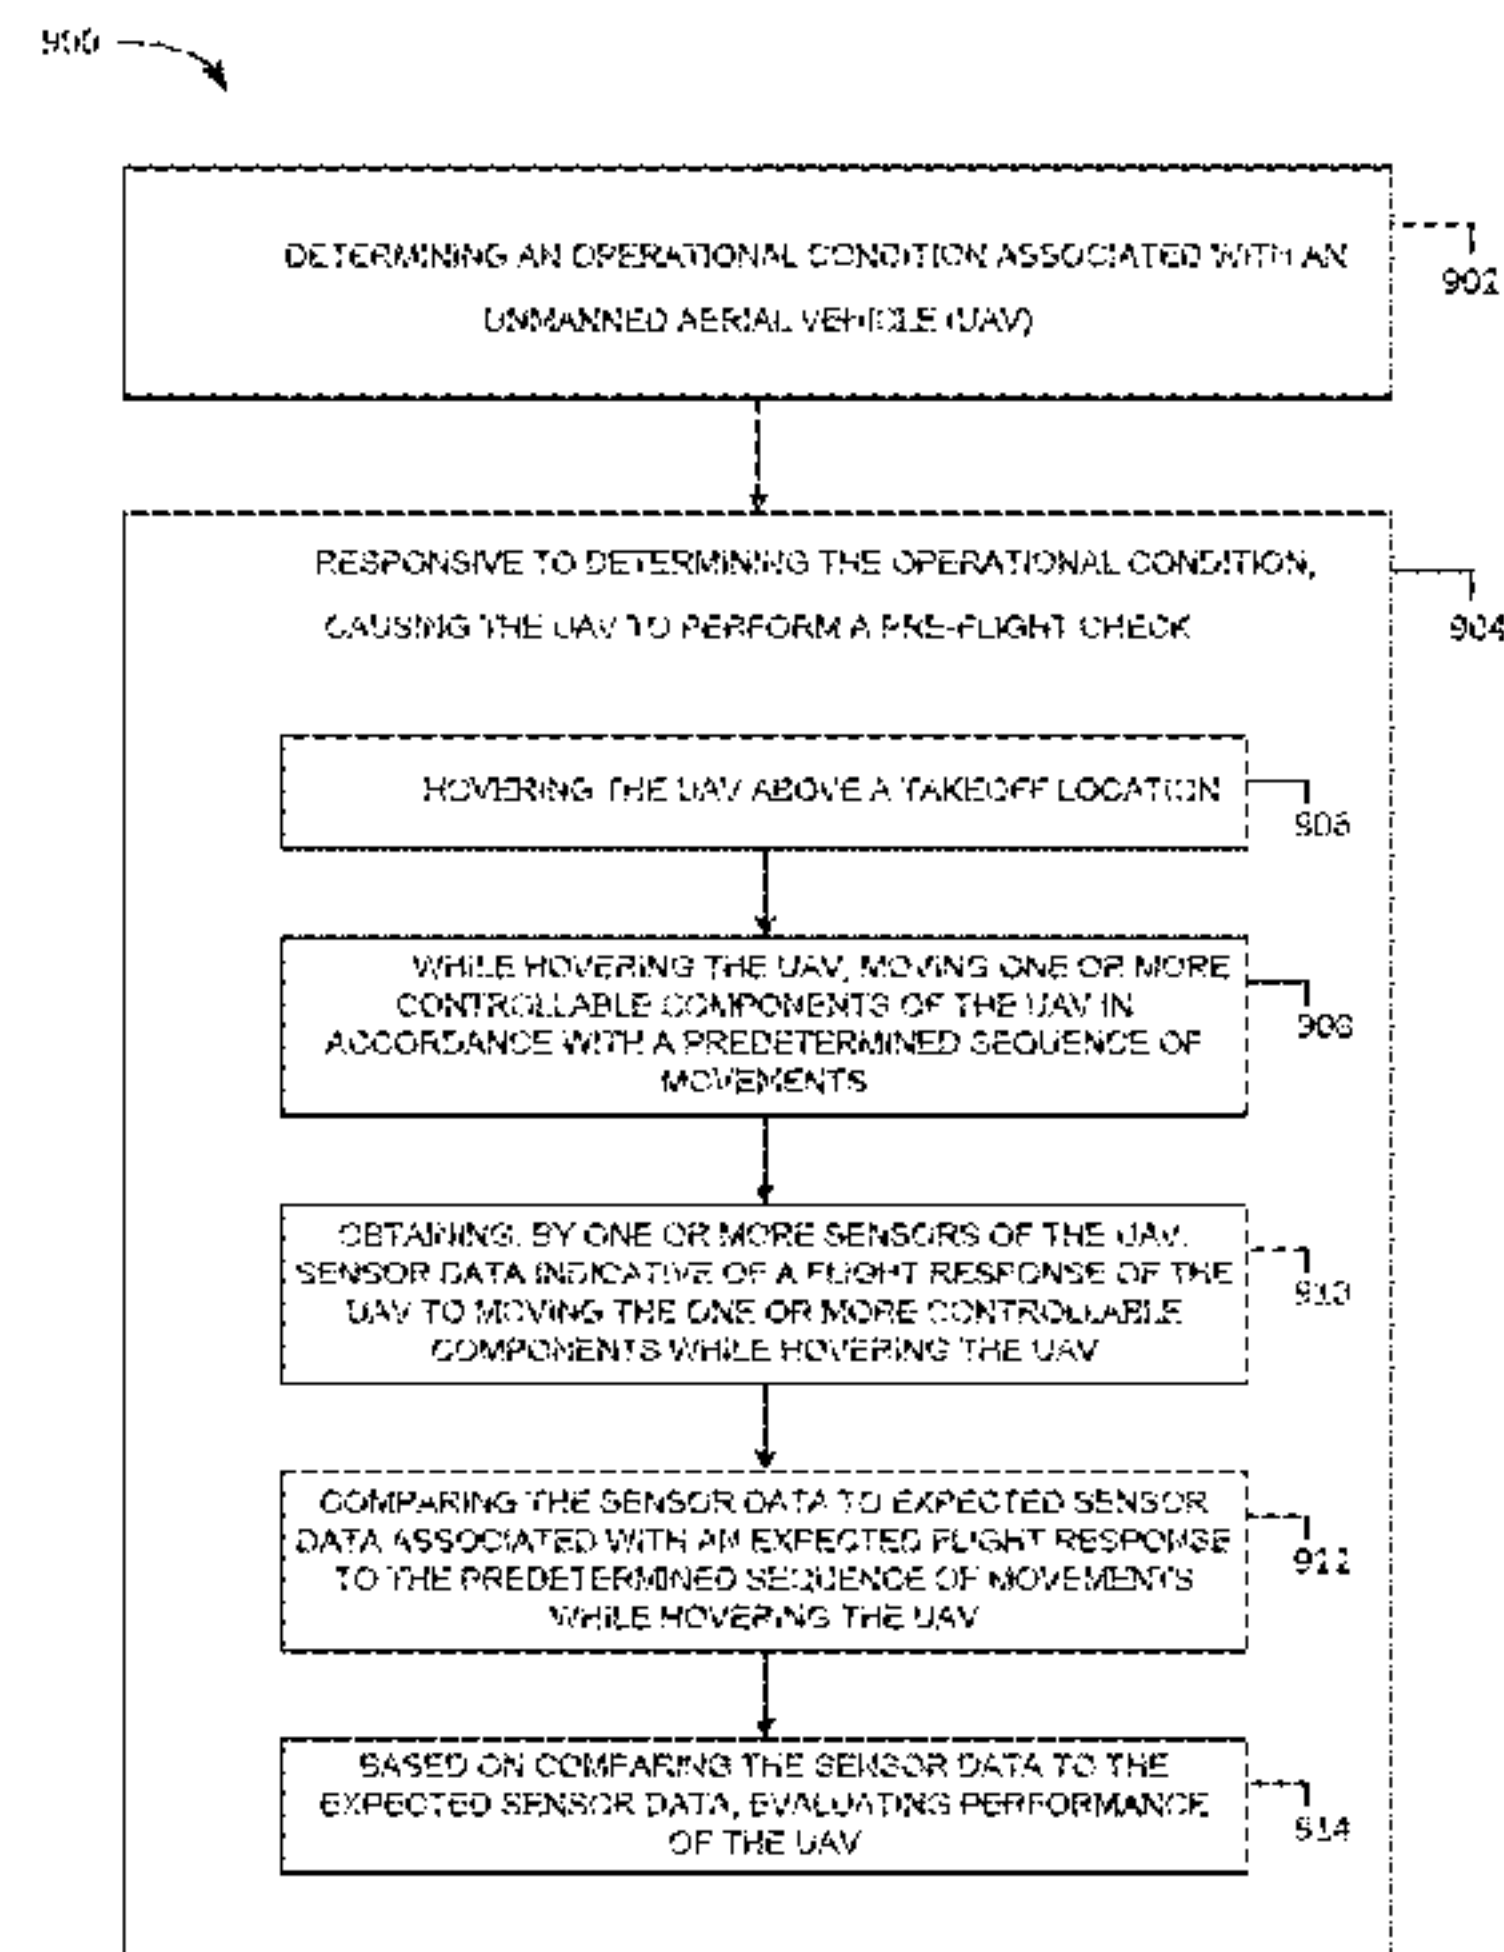 900
DETERMINING AN OPERATIONAL CONDITION ASSOCIATED WITH AN
UNMANNED AERIAL VEHICLE (UAV)
902
RESPONSIVE TO DETERMINING THE OPERATIONAL CONDITION,
CAUSING THE UAV TO PERFORM A PRE-FLIGHT CHECK
904
HOVERING THE UAV ABOVE A TAKEOFF LOCATION
906
WHILE HOVERING THE UAV, MOVING ONE OR MORE
CONTROLLABLE COMPONENTS OF THE UAV IN
ACCORDANCE WITH A PREDETERMINED SEQUENCE OF
MOVEMENTS
908
OBTAINING, BY ONE OR MORE SENSORS OF THE UAV,
SENSOR DATA INDICATIVE OF A FLIGHT RESPONSE OF THE
UAV TO MOVING THE ONE OR MORE CONTROLLABLE
COMPONENTS WHILE HOVERING THE UAV
910
COMPARING THE SENSOR DATA TO EXPECTED SENSOR
DATA ASSOCIATED WITH AN EXPECTED FLIGHT RESPONSE
TO THE PREDETERMINED SEQUENCE OF MOVEMENTS
WHILE HOVERING THE UAV
912
BASED ON COMPARING THE SENSOR DATA TO THE
EXPECTED SENSOR DATA, EVALUATING PERFORMANCE
OF THE UAV
914